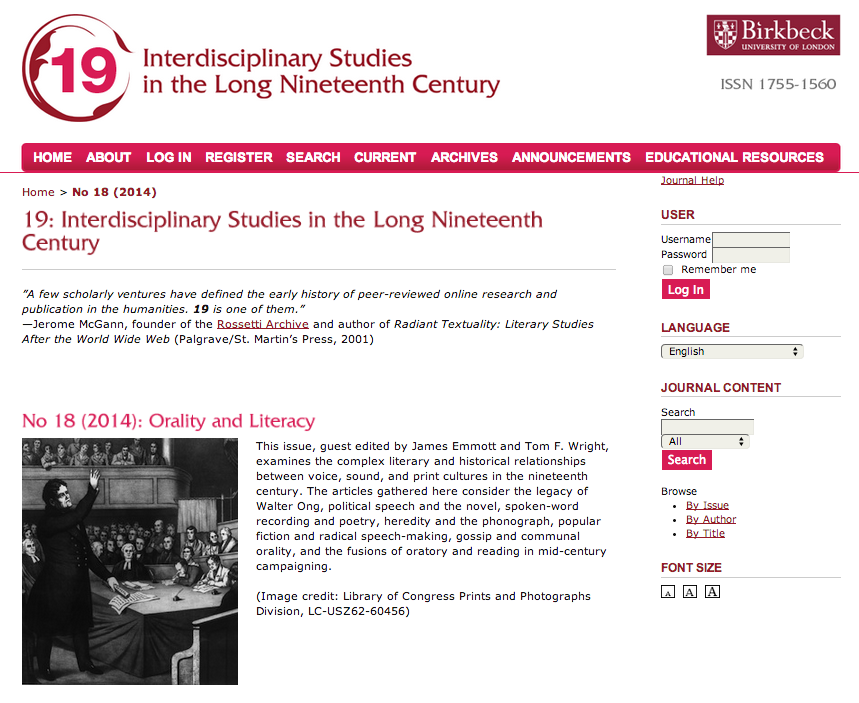 19
Interdisciplinary Studies
in the Long Nineteenth Century
Birkbeck
UNIVERSITY OF LONDON
ISSN 1755-1560
HOME ABOUT LOG IN REGISTER SEARCH CURRENT ARCHIVES ANNOUNCEMENTS EDUCATIONAL RESOURCES
Home > No 18 (2014)
19: Interdisciplinary Studies in the Long Nineteenth
Century
"A few scholarly ventures have defined the early history of peer-reviewed online research and
publication in the humanities. 19 is one of them."
—Jerome McGann, founder of the Rossetti Archive and author of Radiant Textuality: Literary Studies
After the World Wide Web (Palgrave/St. Martin's Press, 2001)
No 18 (2014): Orality and Literacy
This issue, guest edited by James Emmott and Tom F. Wright,
examines the complex literary and historical relationships
between voice, sound, and print cultures in the nineteenth
century. The articles gathered here consider the legacy of
Walter Ong, political speech and the novel, spoken-word
recording and poetry, heredity and the phonograph, popular
fiction and radical speech-making, gossip and communal
orality, and the fusions of oratory and reading in mid-century
campaigning.
(Image credit: Library of Congress Prints and Photographs
Division, LC-USZ62-60456)
Journal Help
USER
Username
Password
Remember me
Log In
LANGUAGE
English
JOURNAL CONTENT
Search
All
Search
Browse
By Issue
By Author
By Title
FONT SIZE
A A A